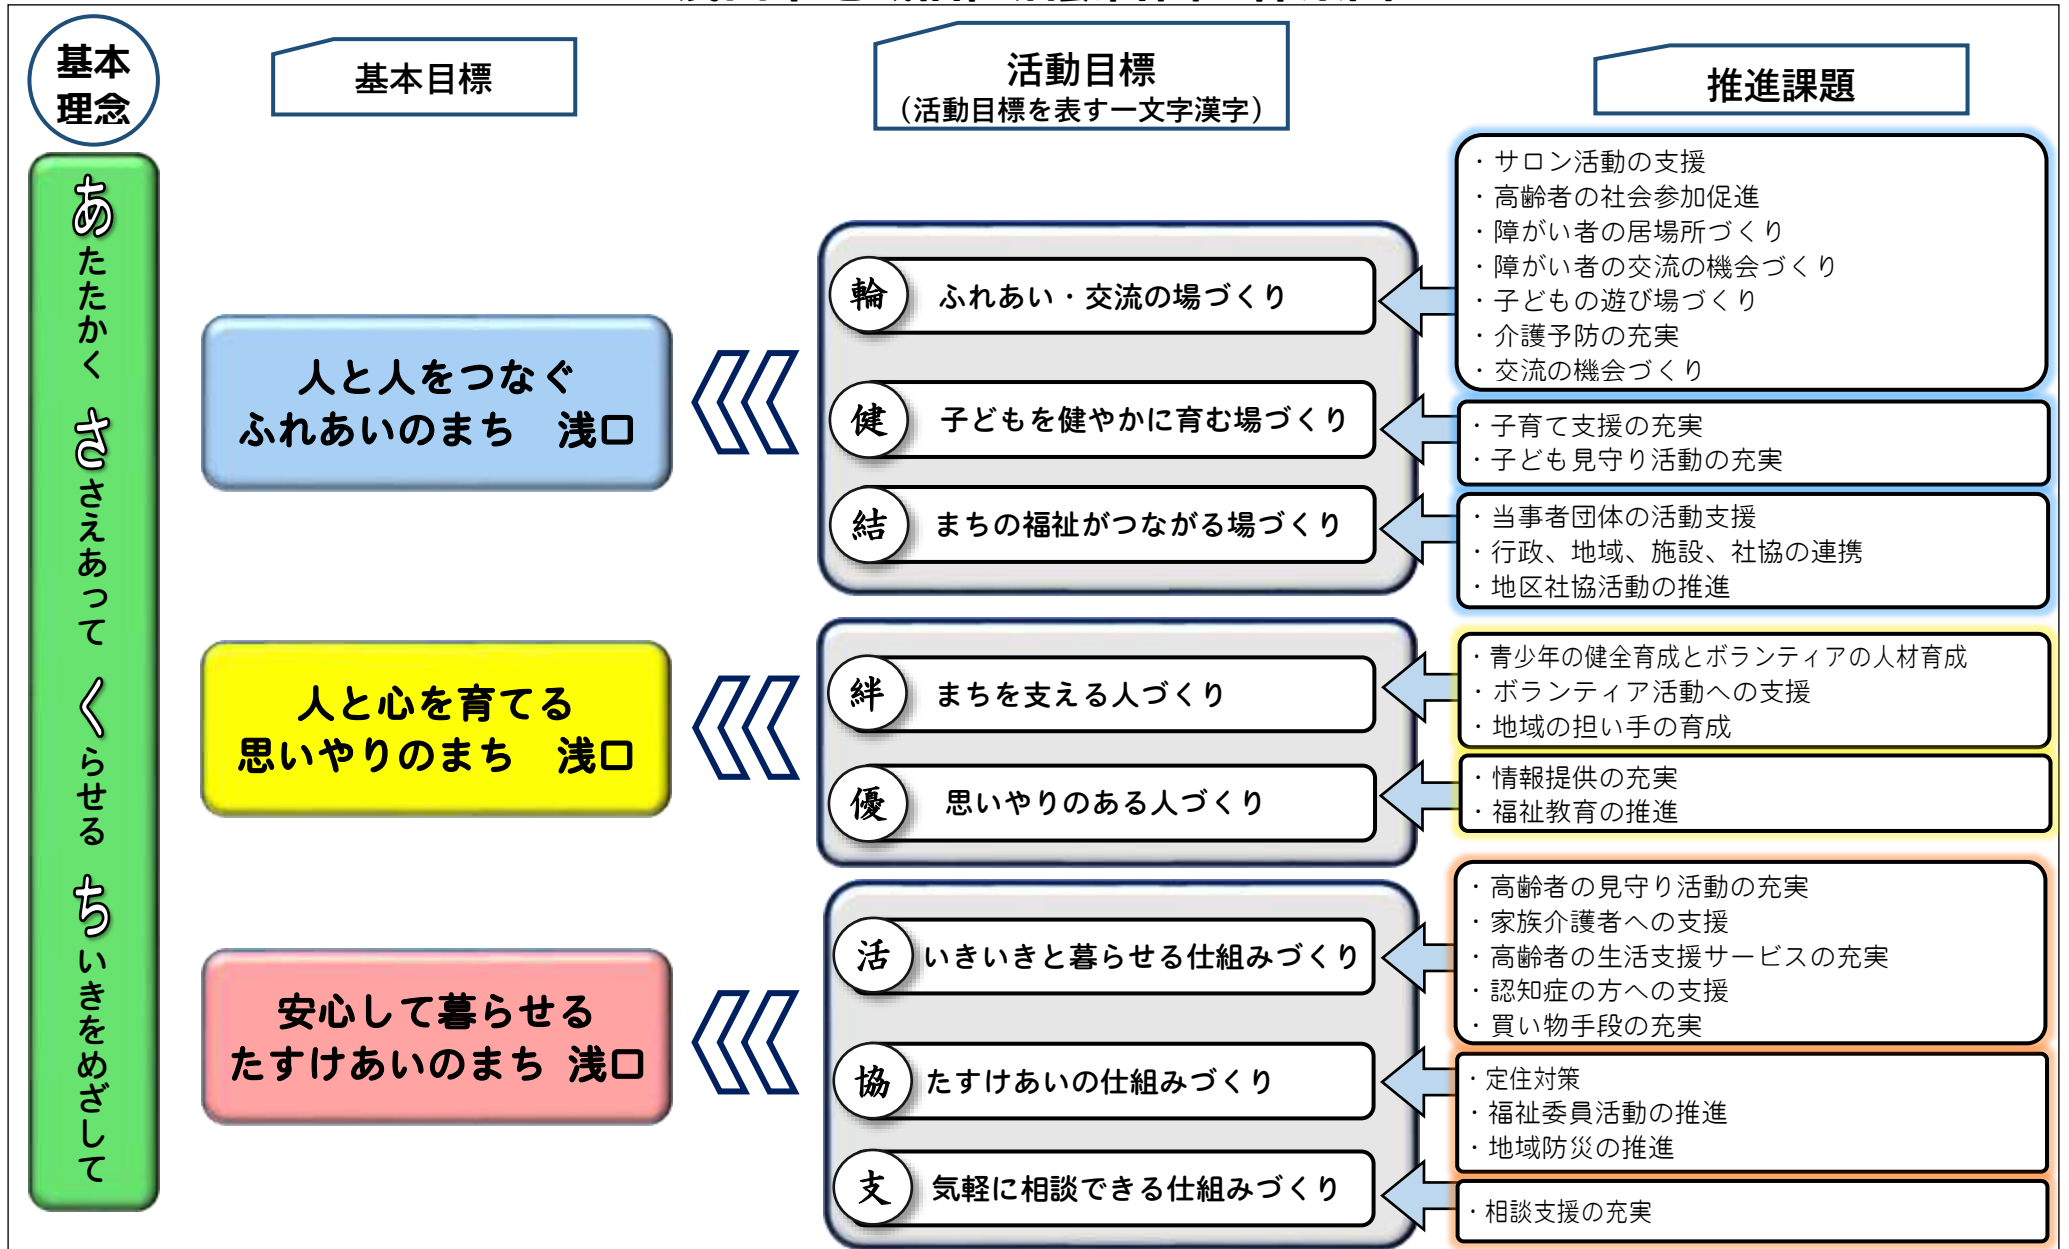 基本
理念
基本目標
活動目標
（活動目標を表す一文字漢字）
推進課題
あたたかく ささえあって くらせる ちいきをめざして
人と人をつなぐ
ふれあいのまち　浅口
輪 ふれあい・交流の場づくり
・サロン活動の支援
・高齢者の社会参加促進
・障がい者の居場所づくり
・障がい者の交流の機会づくり
・子どもの遊び場づくり
・介護予防の充実
・交流の機会づくり
健 子どもを健やかに育む場づくり
・子育て支援の充実
・子ども見守り活動の充実
結 まちの福祉がつながる場づくり
・当事者団体の活動支援
・行政、地域、施設、社協の連携
・地区社協活動の推進
人と心を育てる
思いやりのまち　浅口
絆 まちを支える人づくり
・青少年の健全育成とボランティアの人材育成
・ボランティア活動への支援
・地域の担い手の育成
優 思いやりのある人づくり
・情報提供の充実
・福祉教育の推進
安心して暮らせる
たすけあいのまち 浅口
活 いきいきと暮らせる仕組みづくり
・高齢者の見守り活動の充実
・家族介護者への支援
・高齢者の生活支援サービスの充実
・認知症の方への支援
・買い物手段の充実
協 たすけあいの仕組みづくり
・定住対策
・福祉委員活動の推進
・地域防災の推進
支 気軽に相談できる仕組みづくり
・相談支援の充実